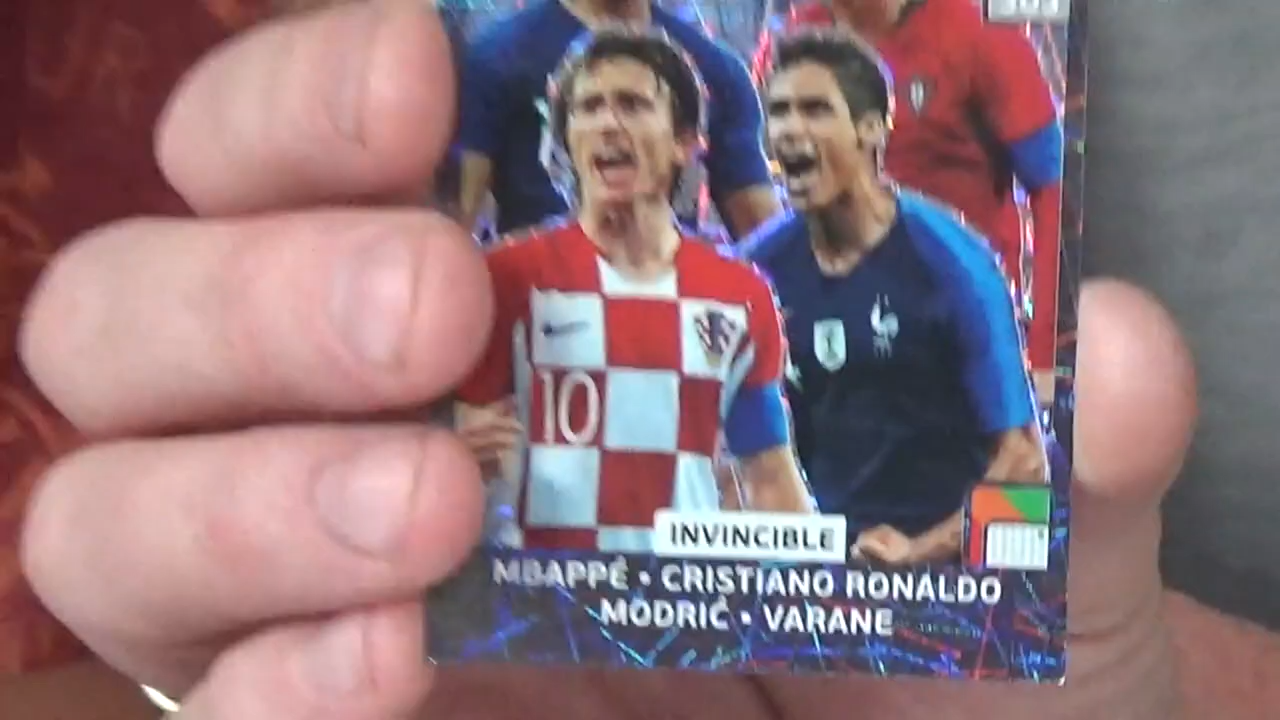 10
INVINCIBLE
MBAPPÉ • CRISTIANO RONALDO
MODRIĆ • VARANE